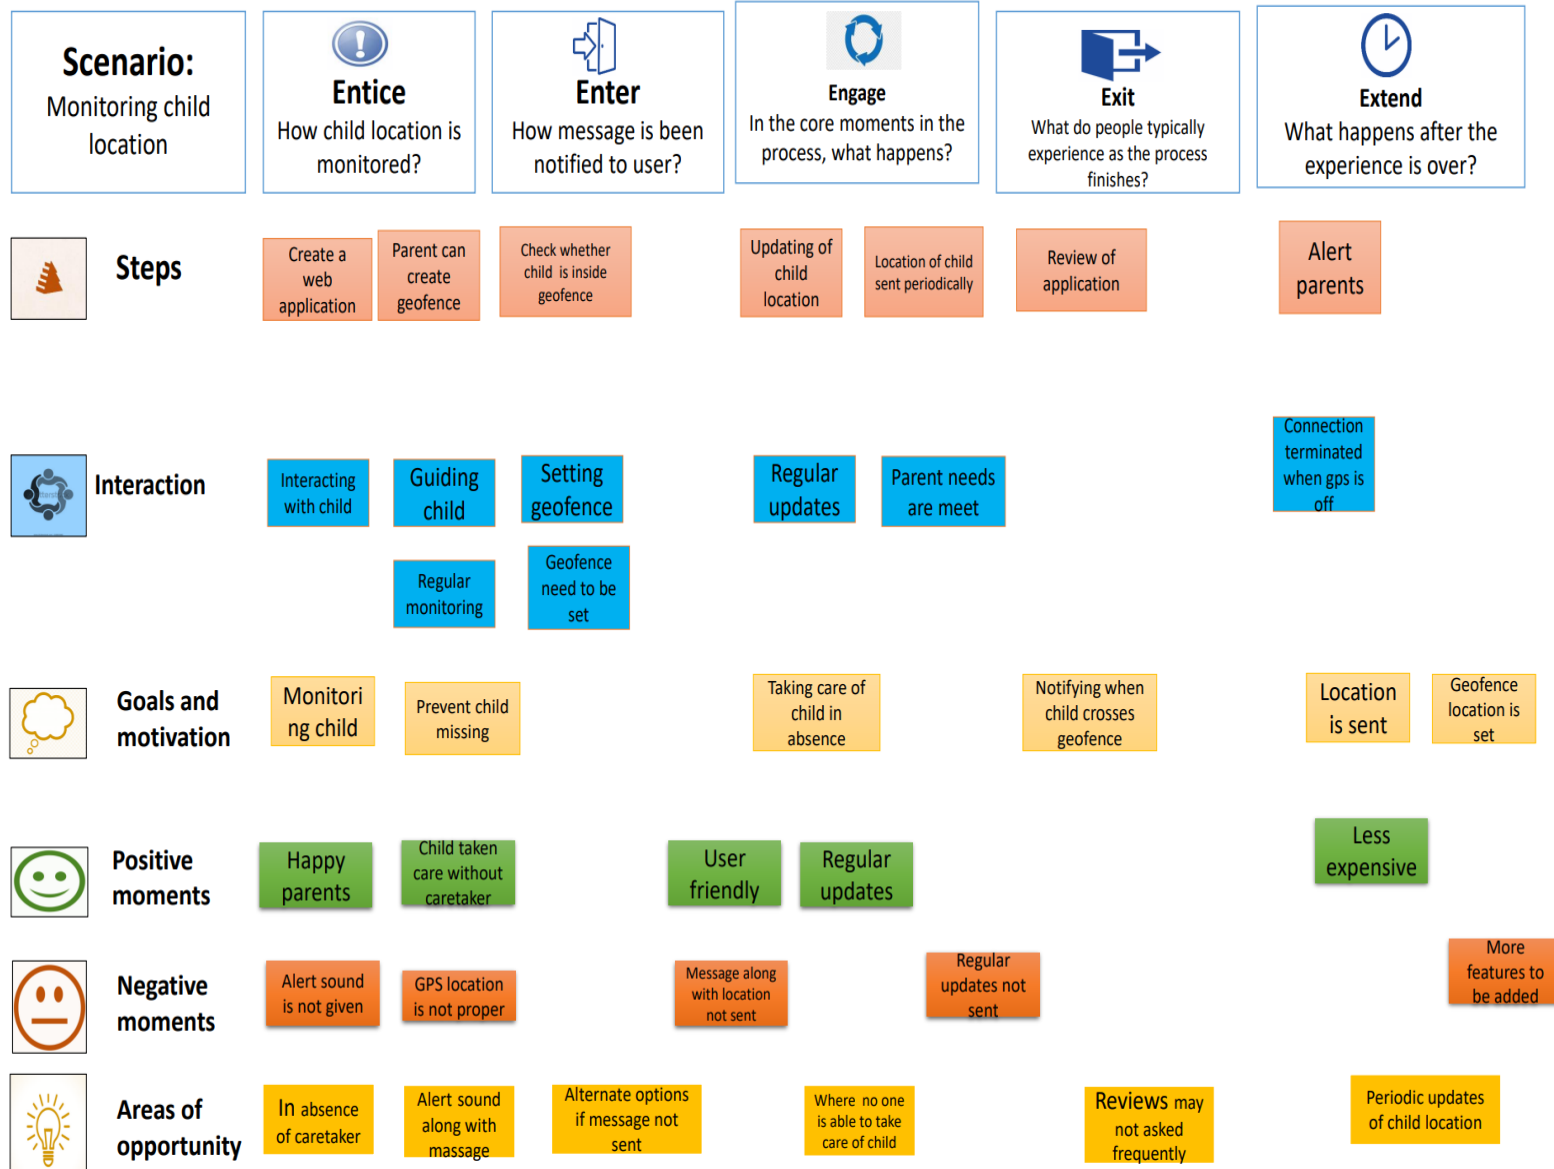 Scenario:
Monitoring child
location
Entice
How child location is
monitored?
Enter
How message is been
notified to user?
Engage
In the core moments in the
process, what happens?
Exit
What do people typically
experience as the process
finishes?
Extend
What happens after the
experience is over?
Steps
Create a
web
application
Parent can
create
geofence
Check whether
child is inside
geofence
Updating of
child
location
Location of child
sent periodically
Review of
application
Alert
parents
Interaction
Interacting
with child
Guiding
child
Setting
geofence
Regular
updates
Parent needs
are meet
Connection
terminated
when gps is
off
Regular
monitoring
Geofence
need to be
set
Goals and
motivation
Monitori
ng child
Prevent child
missing
Taking care of
child in
absence
Notifying when
child crosses
geofence
Location
is sent
Geofence
location is
set
Positive
moments
Happy
parents
Child taken
care without
caretaker
User
friendly
Regular
updates
Less
expensive
Negative
moments
Alert sound
is not given
GPS location
is not proper
Message along
with location
not sent
Regular
updates not
sent
More
features to
be added
Areas of
opportunity
In absence
of caretaker
Alert sound
along with
massage
Alternate options
if message not
sent
Where no one
is able to take
care of child
Reviews may
not asked
frequently
Periodic updates
of child location